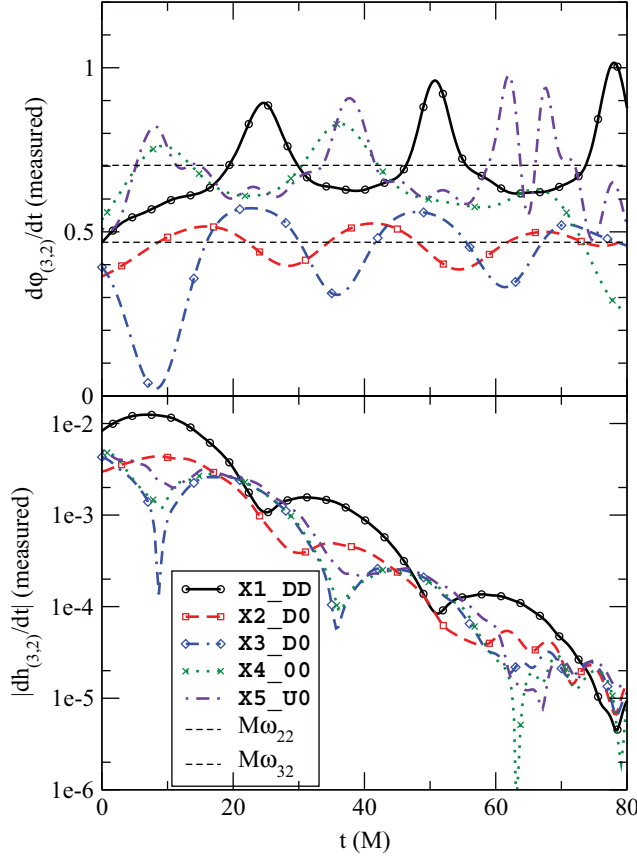 dφ(3,2)/dt (measured)
1
0.5
0
|dh(3,2)/dt| (measured)
1e-2
1e-3
1e-4
1e-5
1e-6
X1_DD
X2_D0
X3_D0
X4_00
X5_U0
Mω22
Mω32
0
20
40
60
80
t (M)